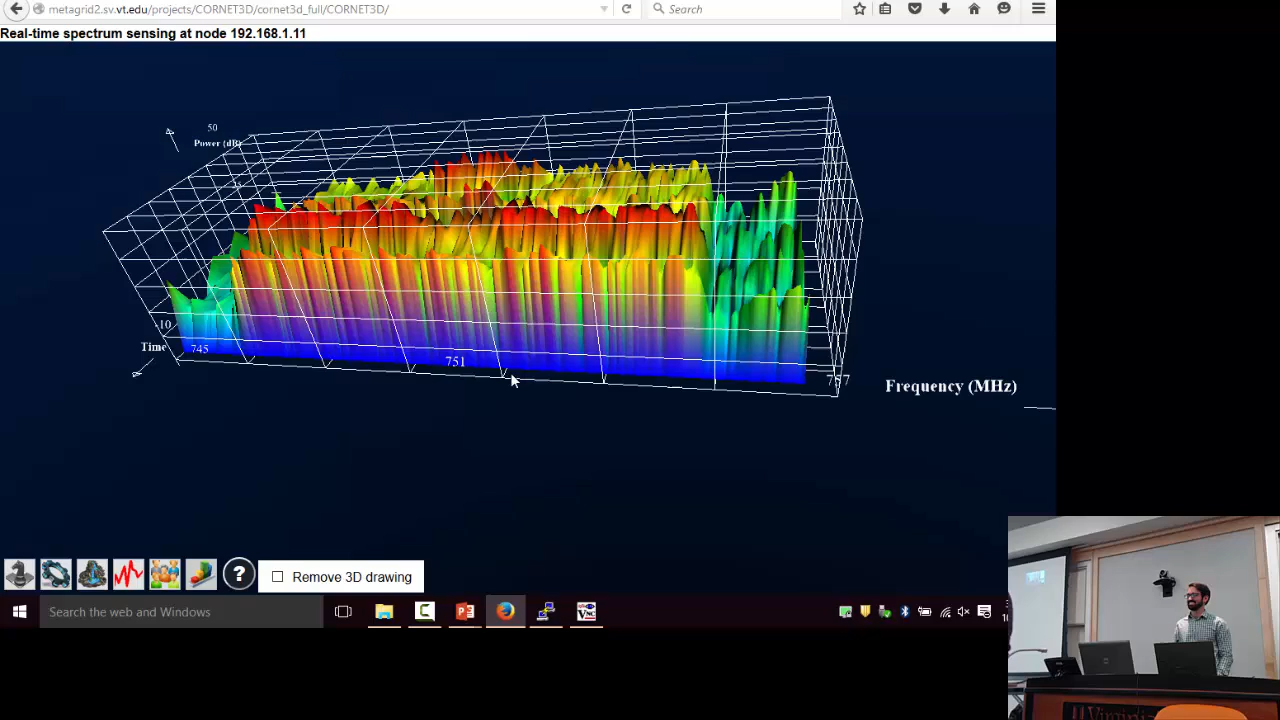 metagrid2.sv.vt.edu/projects/CORNET3D/cornet3d_full/CORNET3D/
Search
Real-time spectrum sensing at node 192.168.1.11
50
Power (dB)
-10
Time
745
751
Frequency (MHz)
?
Remove 3D drawing
Search the web and Windows